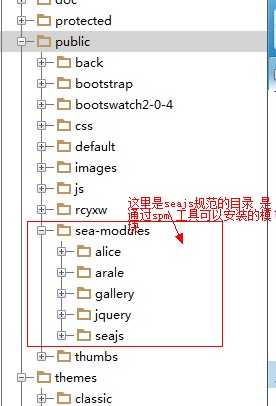 protected
public
back
bootstrap
bootswatch2-0-4
css
default
images
js
rcyxw
这里是seajs规范的目录 是
通过spm 工具可以安装的模
块
sea-modules
alice
arale
gallery
jquery
seajs
thumbs
themes
classic